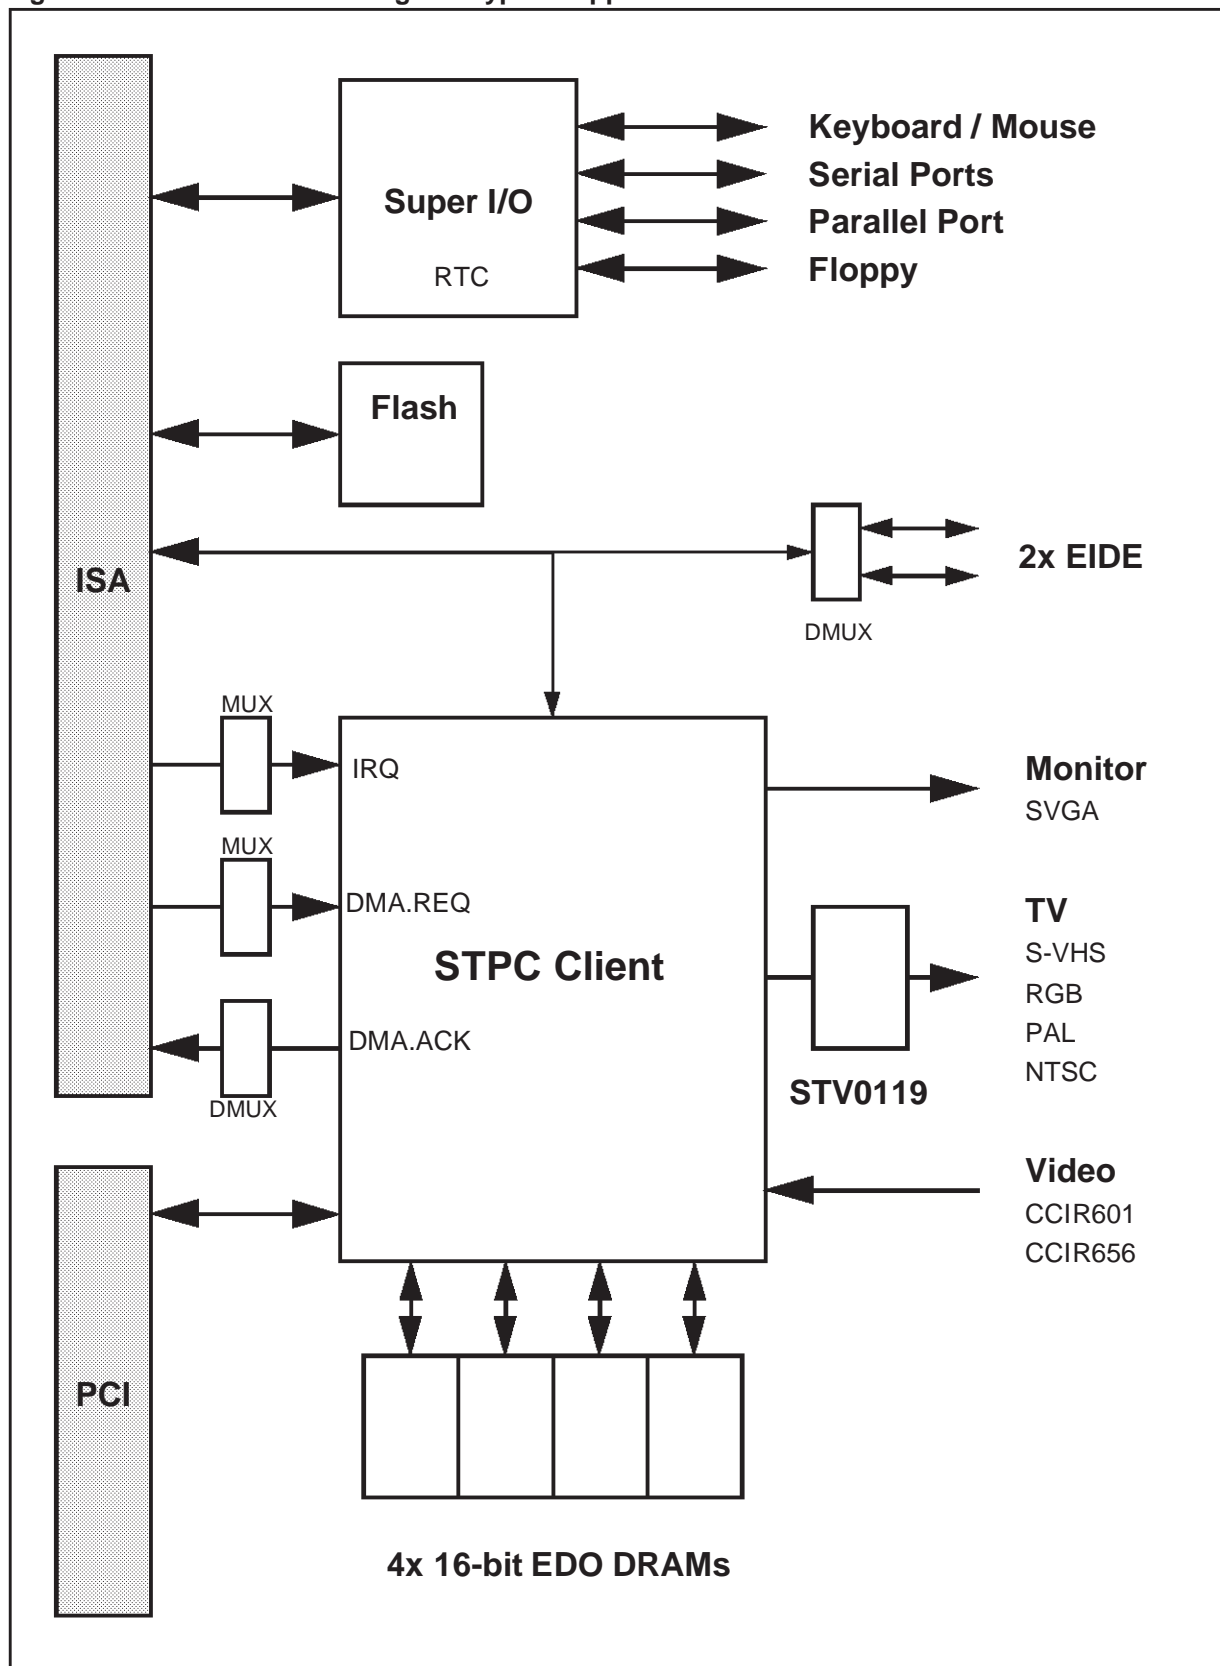 Keyboard / Mouse
Serial Ports
Super I/O
Parallel Port
Floppy
RTC
Flash
2x EIDE
ISA
DMUX
MUX
IRQ
Monitor
SVGA
MUX
DMA.REQ
TV
STPC Client
S-VHS
RGB
DMA.ACK
PAL
NTSC
STV0119
DMUX
Video
CCIR601
CCIR656
PCI
4x 16-bit EDO DRAMs